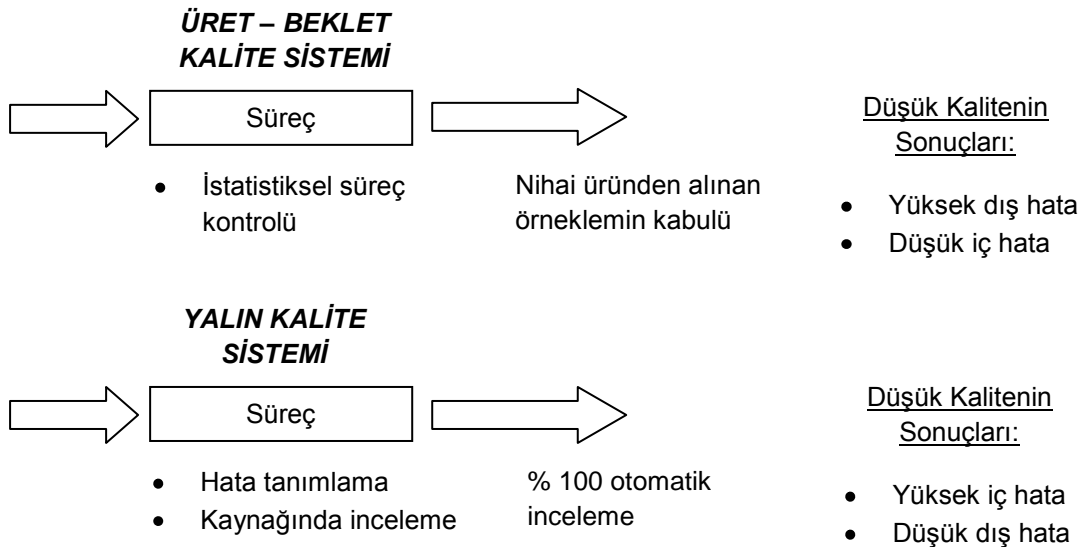 ÜRET – BEKLET
KALİTE SİSTEMİ
Süreç
• İstatistiksel süreç
kontrolü
Nihai üründen alınan
örneklemin kabulü
Düşük Kalitenin
Sonuçları:
• Yüksek dış hata
• Düşük iç hata
YALIN KALİTE
SİSTEMİ
Süreç
• Hata tanımlama
• Kaynağında inceleme
% 100 otomatik
inceleme
Düşük Kalitenin
Sonuçları:
• Yüksek iç hata
• Düşük dış hata